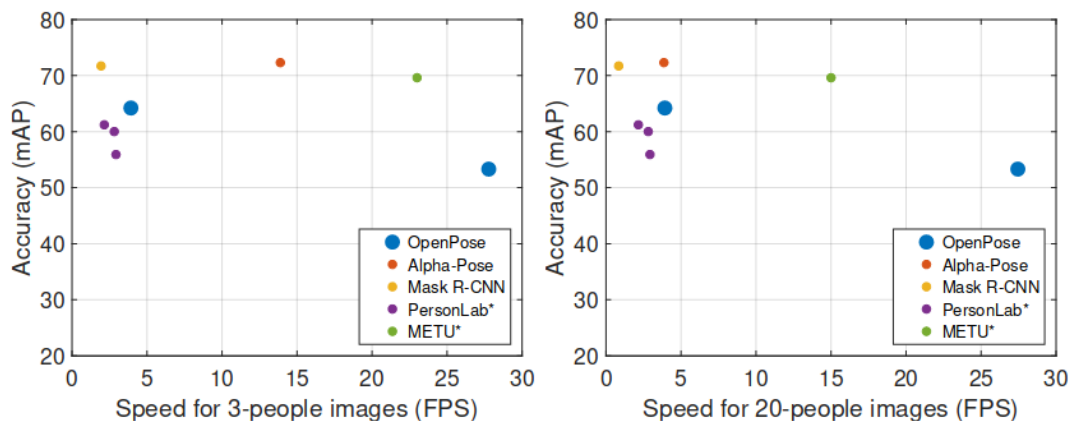 80
70
60
50
40
30
20
Accuracy (mAP)
OpenPose
Alpha-Pose
Mask R-CNN
PersonLab*
METU*
0 5 10 15 20 25 30
Speed for 3-people images (FPS)
80
70
60
50
40
30
20
Accuracy (mAP)
OpenPose
Alpha-Pose
Mask R-CNN
PersonLab*
METU*
0 5 10 15 20 25 30
Speed for 20-people images (FPS)